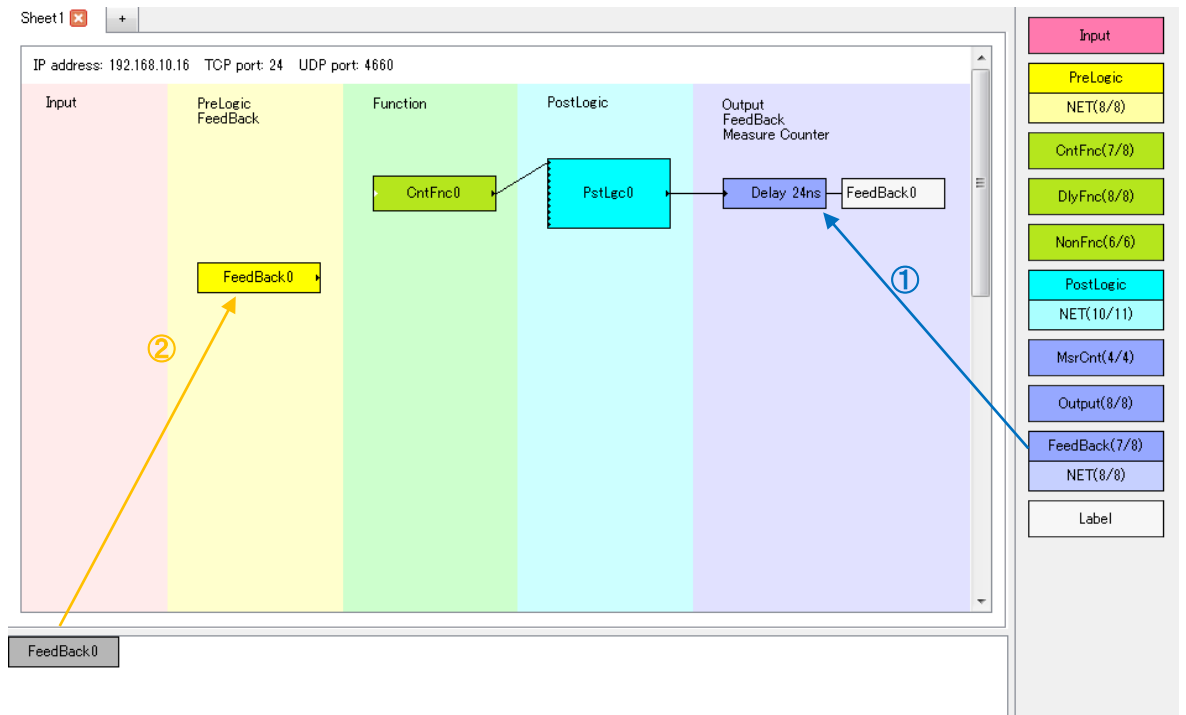 Sheet1
+
IP address: 192.168.10.16 TCP port: 24 UDP port: 4660
Input
PreLogic
FeedBack
Function
PostLogic
Output
FeedBack
Measure Counter
CntFnc0
PstLgc0
Delay 24ns
FeedBack0
FeedBack0
①
②
FeedBack0
Input
PreLogic
NET(8/8)
CntFnc(7/8)
DlyFnc(8/8)
NonFnc(6/6)
PostLogic
NET(10/11)
MsrCnt(4/4)
Output(8/8)
FeedBack(7/8)
NET(8/8)
Label